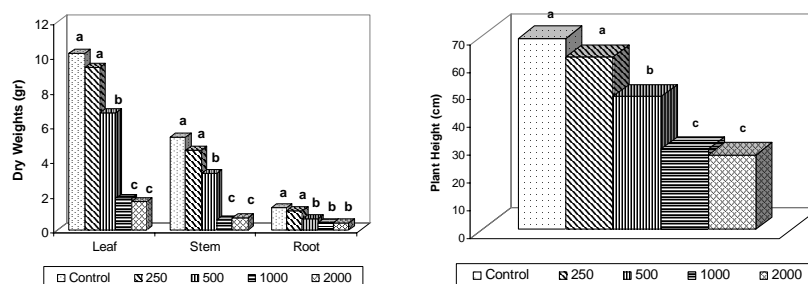 Dry Weights (gr)
12
10
8
6
4
2
0
a
a
b
c c
a
a
b
c c
a a b b b
Leaf Stem Root
Control 250 500 1000 2000
Plant Height (cm)
70
60
50
40
30
20
10
0
a
a
b
c
c
Control 250 500 1000 2000